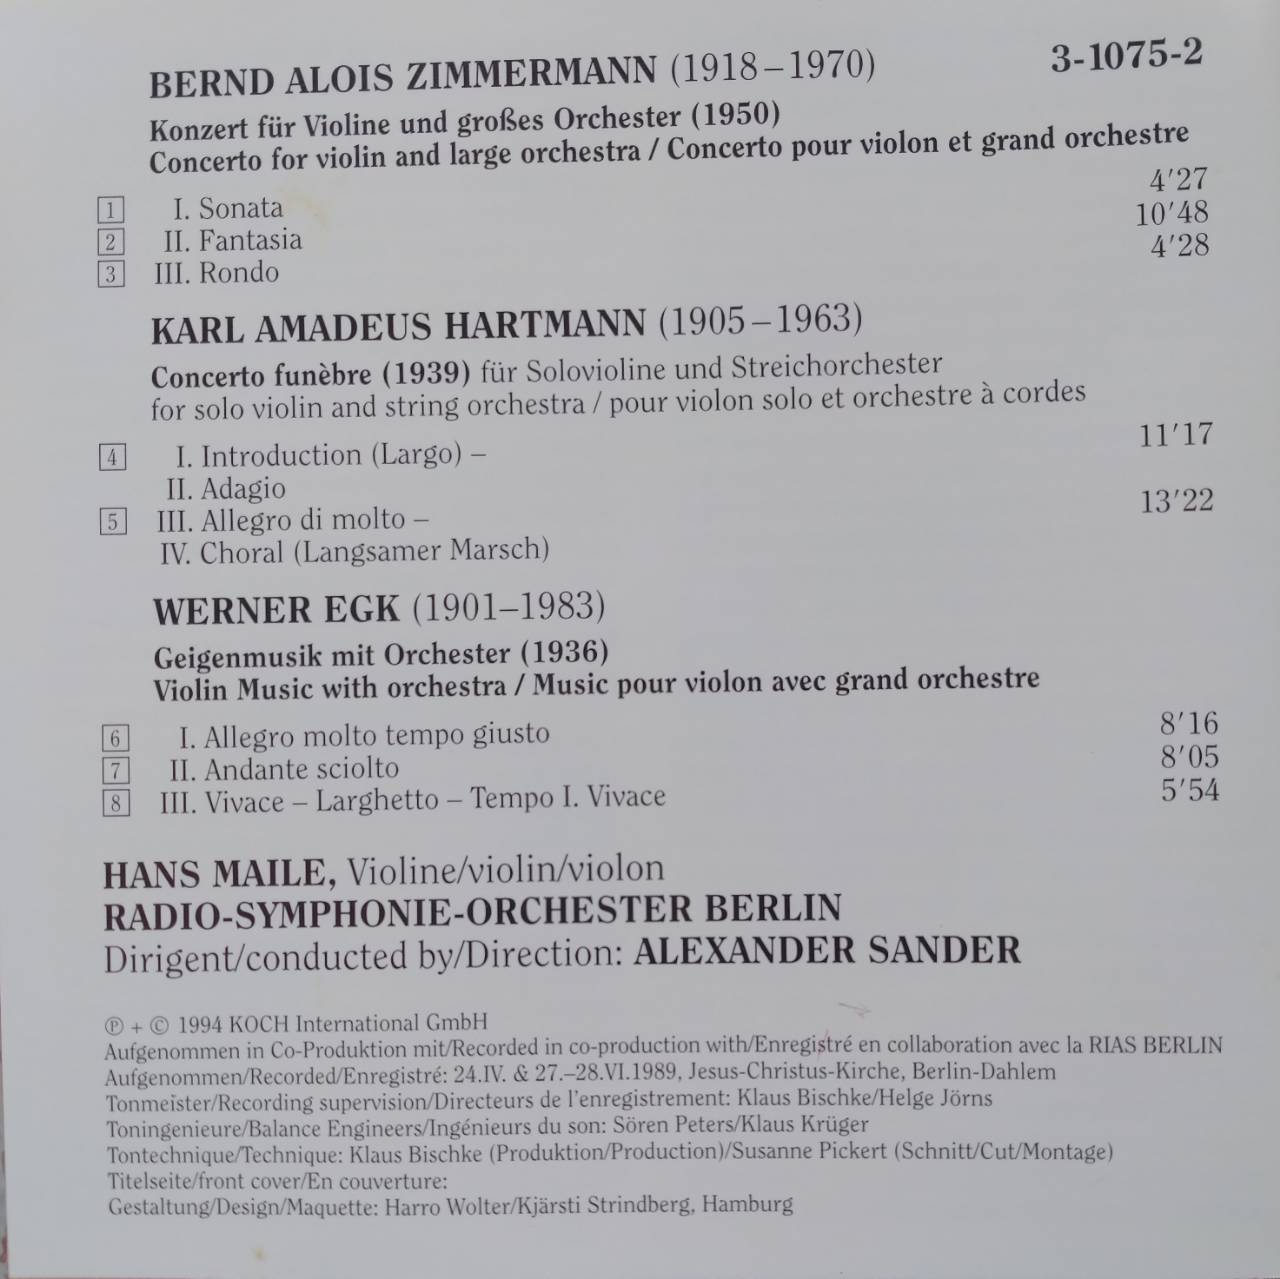 BERND ALOIS ZIMMERMANN (1918–1970) 3-1075-2
Konzert für Violine und großes Orchester (1950)
Concerto for violin and large orchestra / Concerto pour violon et grand orchestre
1 I. Sonata 4'27
2 II. Fantasia 10'48
3 III. Rondo 4'28
KARL AMADEUS HARTMANN (1905–1963)
Concerto funèbre (1939) für Solovioline und Streichorchester
for solo violin and string orchestra / pour violon solo et orchestre à cordes
4 I. Introduction (Largo) – 11'17
II. Adagio
5 III. Allegro di molto – 13'22
IV. Choral (Langsamer Marsch)
WERNER EGK (1901–1983)
Geigenmusik mit Orchester (1936)
Violin Music with orchestra / Music pour violon avec grand orchestre
6 I. Allegro molto tempo giusto 8'16
7 II. Andante sciolto 8'05
8 III. Vivace – Larghetto – Tempo I. Vivace 5'54
HANS MAILE, Violine/violin/violon
RADIO-SYMPHONIE-ORCHESTER BERLIN
Dirigent/conducted by/Direction: ALEXANDER SANDER
℗ + © 1994 KOCH International GmbH
Aufgenommen in Co-Produktion mit/Recorded in co-production with/Enregistré en collaboration avec la RIAS BERLIN
Aufgenommen/Recorded/Enregistré: 24.IV. & 27.–28.VI.1989, Jesus-Christus-Kirche, Berlin-Dahlem
Tonmeister/Recording supervision/Directeurs de l'enregistrement: Klaus Bischke/Helge Jörns
Toningenieure/Balance Engineers/Ingénieurs du son: Sören Peters/Klaus Krüger
Tontechnique/Technique: Klaus Bischke (Produktion/Production)/Susanne Pickert (Schnitt/Cut/Montage)
Titelseite/front cover/En couverture:
Gestaltung/Design/Maquette: Harro Wolter/Kjärsti Strindberg, Hamburg